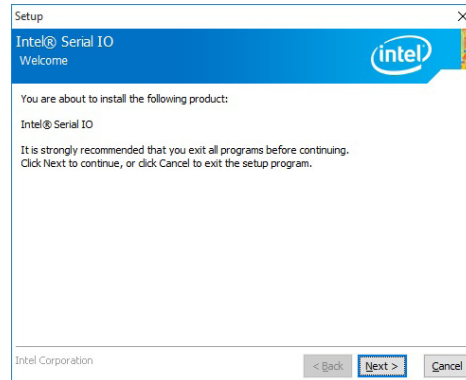 Setup
Intel® Serial IO
Welcome
intel
You are about to install the following product:
Intel® Serial IO
It is strongly recommended that you exit all programs before continuing.
Click Next to continue, or click Cancel to exit the setup program.
Intel Corporation
< Back Next > Cancel